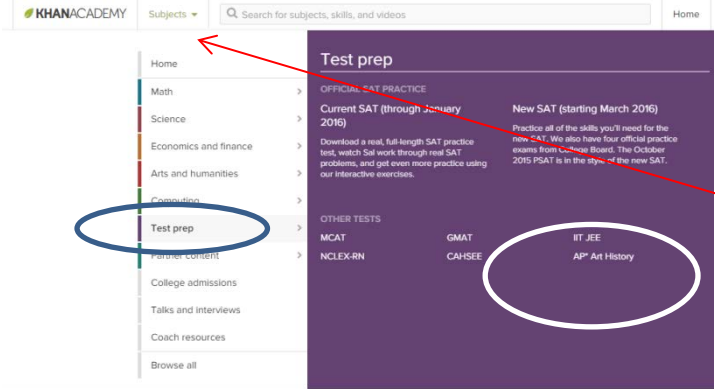 KHANACADEMY
Subjects
Search for subjects, skills, and videos
Home
Home
Math
Science
Economics and finance
Arts and humanities
Computing
Test prep
Partner content
College admissions
Talks and interviews
Coach resources
Browse all
Test prep
OFFICIAL SAT PRACTICE
Current SAT (through January
2016)
Download a real, full-length SAT practice
test, watch Sal work through real SAT
problems, and get even more practice using
our interactive exercises.
New SAT (starting March 2016)
Practice all of the skills you'll need for the
new SAT. We also have four official practice
exams from College Board. The October
2015 PSAT is in the style of the new SAT.
OTHER TESTS
MCAT
GMAT
IIT JEE
NCLEX-RN
CAHSEE
AP* Art History